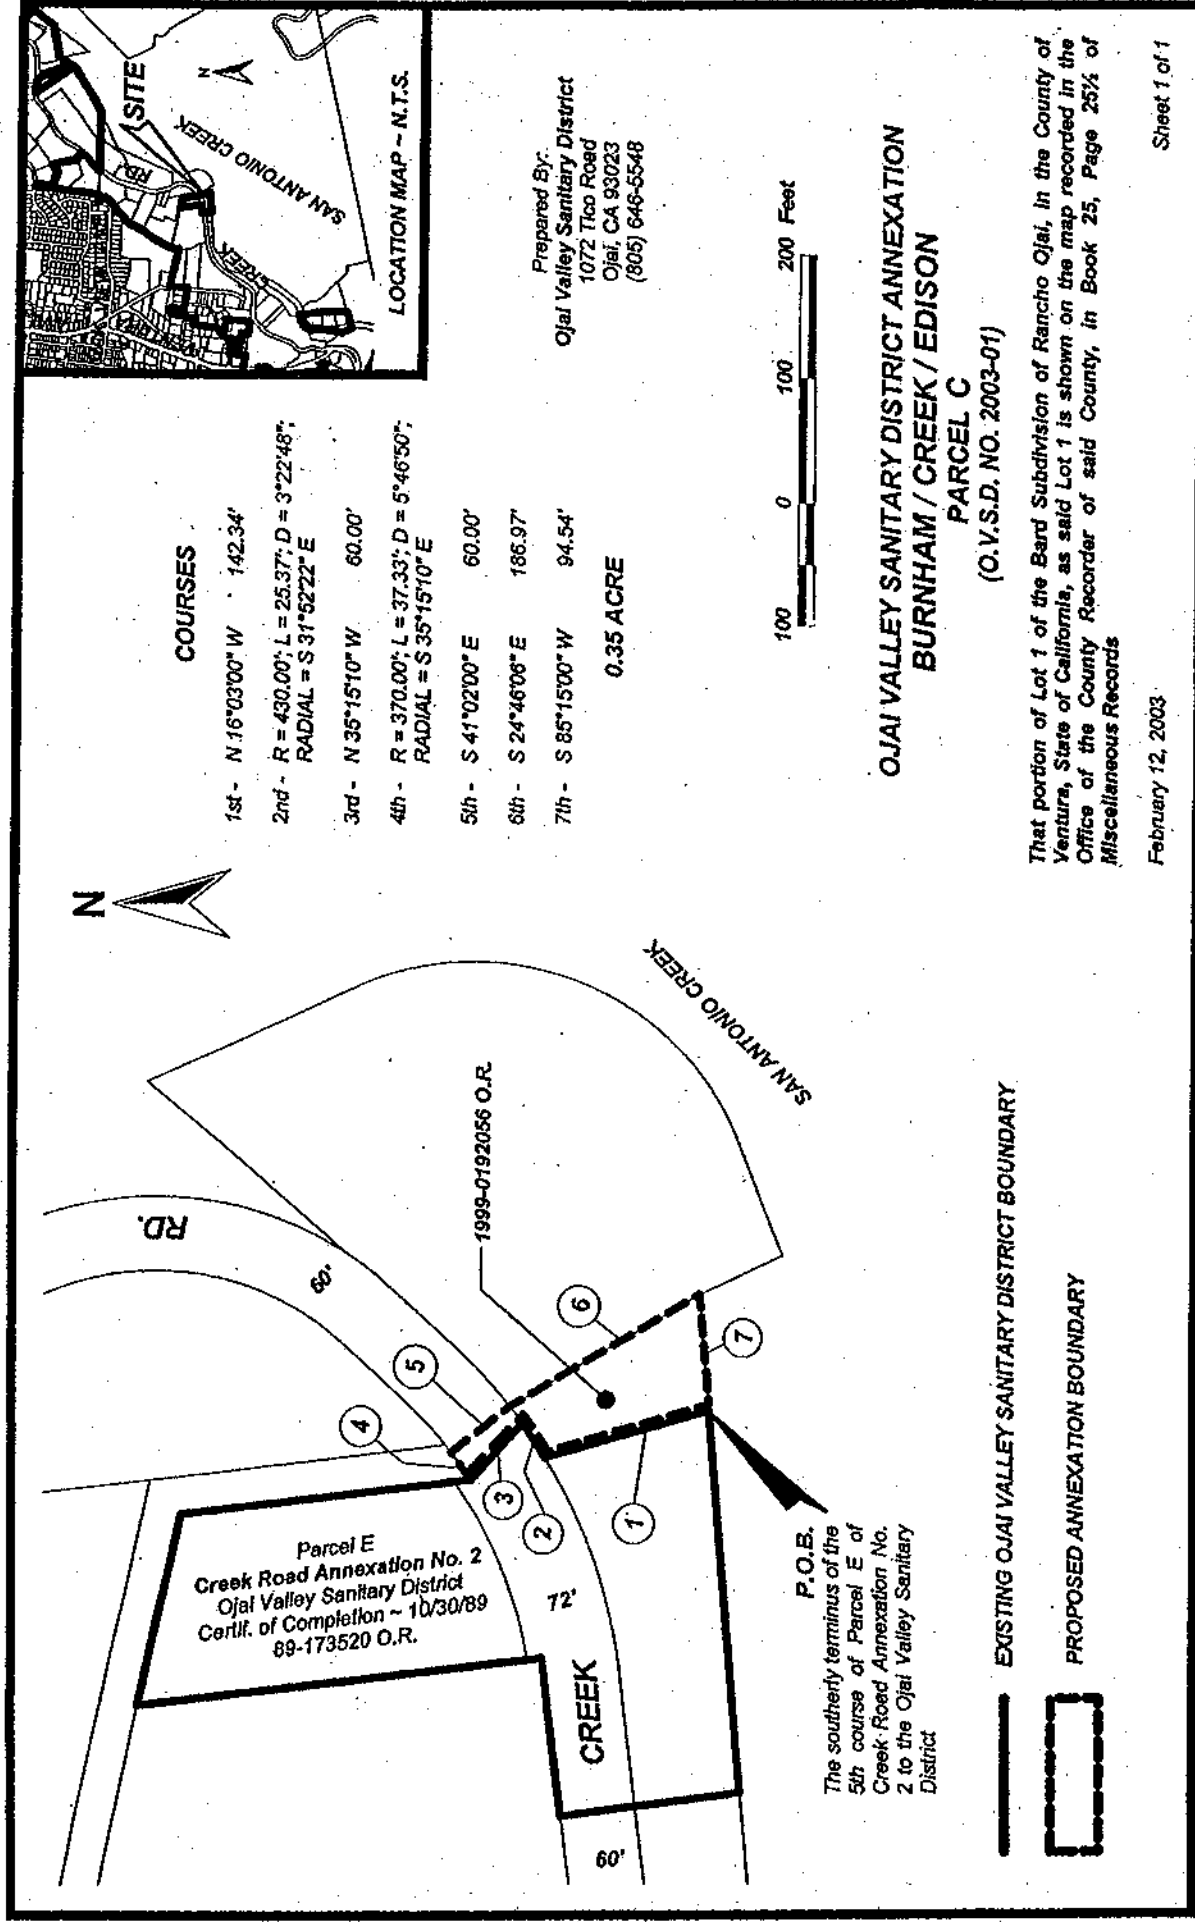 N
RD.
60'
1999-0192056 O.R.
SAN ANTONIO CREEK
4
5
3
2
6
1
7
Parcel E
Creek Road Annexation No. 2
Ojai Valley Sanitary District
Certif. of Completion ~ 10/30/89
89-173520 O.R.
72'
CREEK
60'
P.O.B.
The southerly terminus of the
5th course of Parcel E of
Creek Road Annexation No.
2 to the Ojai Valley Sanitary
District
EXISTING OJAI VALLEY SANITARY DISTRICT BOUNDARY
PROPOSED ANNEXATION BOUNDARY
SITE
N
SAN ANTONIO CREEK
RD.
CREEK
VENTURA
LOCATION MAP ~ N.T.S.
COURSES
1st - N 16°03'00" W 142.34'
2nd - R = 430.00'; L = 25.37'; D = 3°22'48";
RADIAL = S 31°52'22" E
3rd - N 35°15'10" W 60.00'
4th - R = 370.00'; L = 37.33'; D = 5°46'50";
RADIAL = S 35°15'10" E
5th - S 41°02'00" E 60.00'
6th - S 24°46'06" E 186.97'
7th - S 85°15'00" W 94.54'
0.35 ACRE
Prepared By:
Ojai Valley Sanitary District
1072 Tico Road
Ojai, CA 93023
(805) 646-5548
100 0 100 200 Feet
OJAI VALLEY SANITARY DISTRICT ANNEXATION
BURNHAM / CREEK / EDISON
PARCEL C
(O.V.S.D. NO. 2003-01)
That portion of Lot 1 of the Bard Subdivision of Rancho Ojai, in the County of
Ventura, State of California, as said Lot 1 is shown on the map recorded in the
Office of the County Recorder of said County, in Book 25, Page 25½ of
Miscellaneous Records
February 12, 2003
Sheet 1 of 1